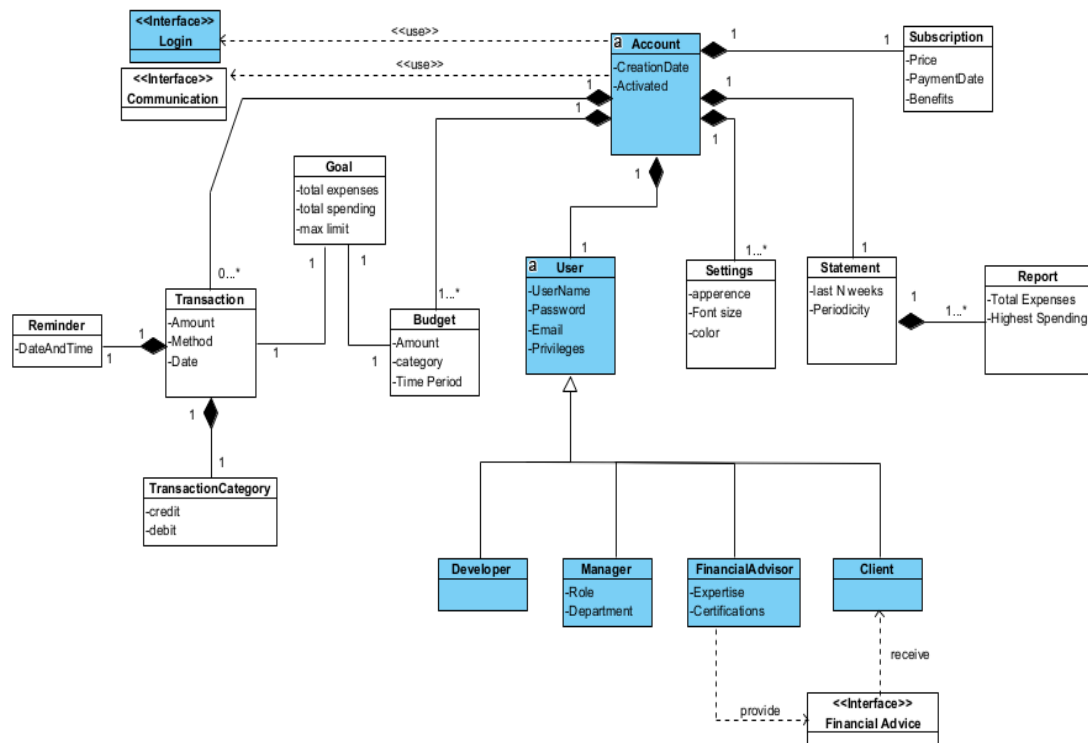 <<Interface>>
Login
<<use>>
<<Interface>>
Communication
<<use>>
a Account
-CreationDate
-Activated
1
1
Subscription
-Price
-PaymentDate
-Benefits
1
1
1
1
1
Goal
-total expenses
-total spending
-max limit
1
1
0...*
1...*
1
1...*
1
Transaction
-Amount
-Method
-Date
1
1
1
Reminder
-DateAndTime
1
Budget
-Amount
-category
-Time Period
1
a User
-UserName
-Password
-Email
-Privileges
Settings
-apperence
-Font size
-color
Statement
-last N weeks
-Periodicity
1
1...*
Report
-Total Expenses
-Highest Spending
1
TransactionCategory
-credit
-debit
Developer
Manager
-Role
-Department
FinancialAdvisor
-Expertise
-Certifications
Client
receive
provide
<<Interface>>
Financial Advice